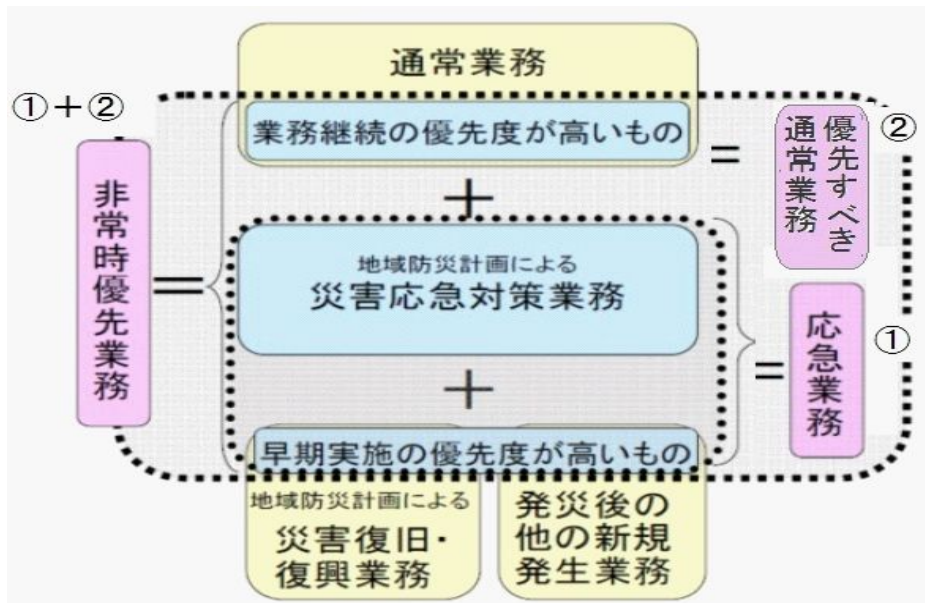 通常業務
①+②
業務継続の優先度が高いもの
=
優先すべき
通常業務
②
+
非常時優先業務
=
地域防災計画による
災害応急対策業務
+
=
応急業務
①
早期実施の優先度が高いもの
地域防災計画による
災害復旧・
復興業務
発災後の
他の新規
発生業務